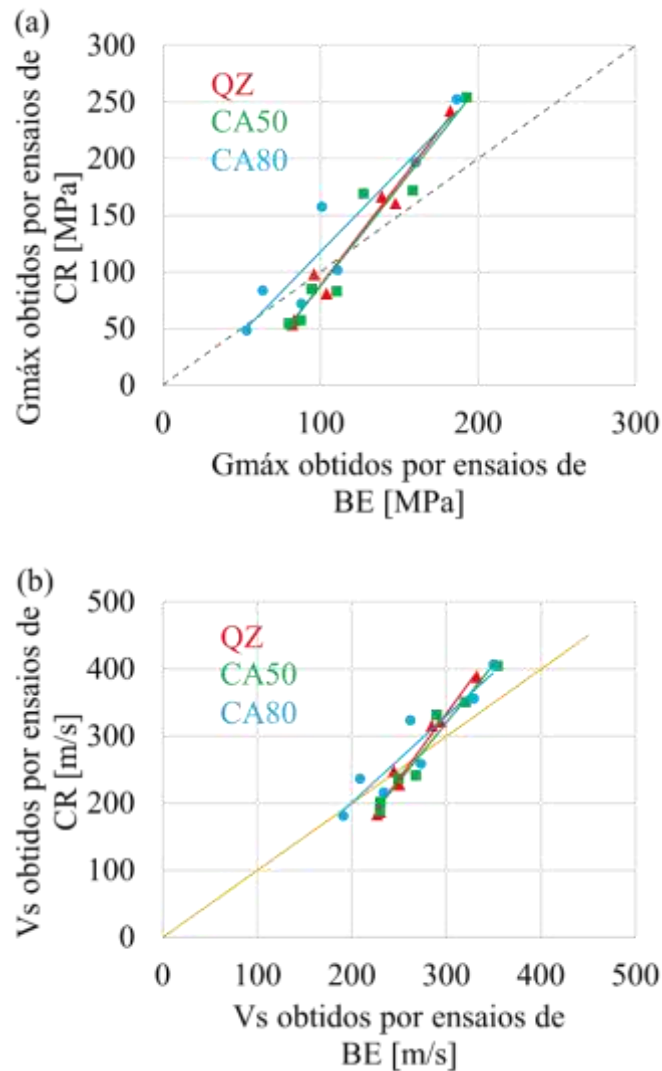 (a)
Gmáx obtidos por ensaios de
CR [MPa]
300
250
200
150
100
50
0
QZ
CA50
CA80
0 100 200 300
Gmáx obtidos por ensaios de
BE [MPa]
(b)
Vs obtidos por ensaios de
CR [m/s]
500
400
300
200
100
0
QZ
CA50
CA80
0 100 200 300 400 500
Vs obtidos por ensaios de
BE [m/s]